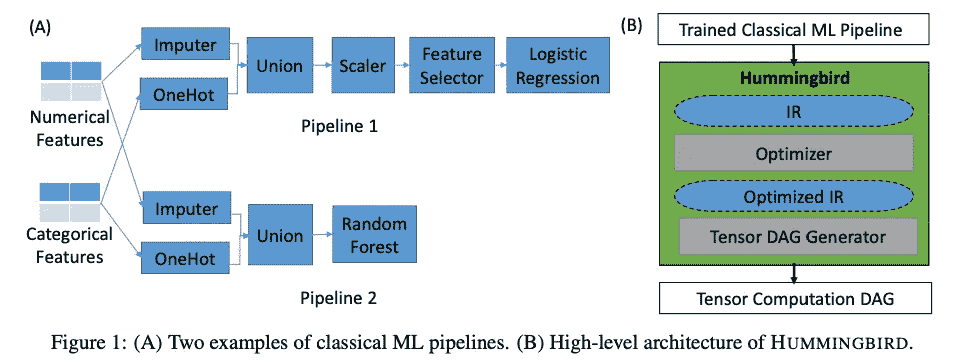 (A)
Numerical
Features
Categorical
Features
Imputer
OneHot
Union
Scaler
Feature
Selector
Logistic
Regression
Pipeline 1
Imputer
OneHot
Union
Random
Forest
Pipeline 2
(B)
Trained Classical ML Pipeline
Hummingbird
IR
Optimizer
Optimized IR
Tensor DAG Generator
Tensor Computation DAG
Figure 1: (A) Two examples of classical ML pipelines. (B) High-level architecture of HUMMINGBIRD.